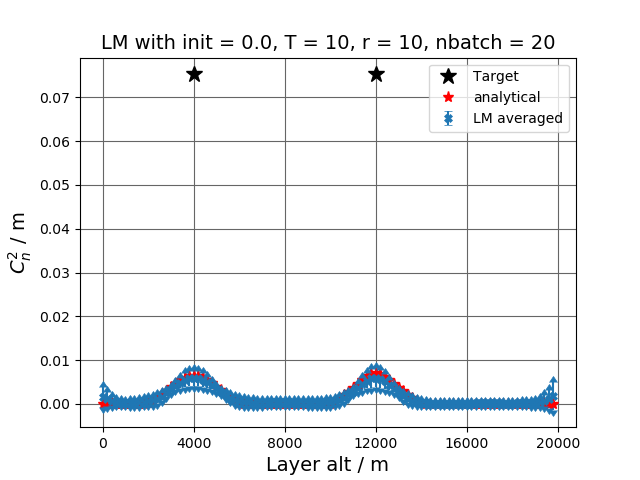 LM with init = 0.0, T = 10, r = 10, nbatch = 20
Target
analytical
LM averaged
0.07
0.06
0.05
0.04
0.03
0.02
0.01
0.00
C_n^2 / m
0
4000
8000
12000
16000
20000
Layer alt / m